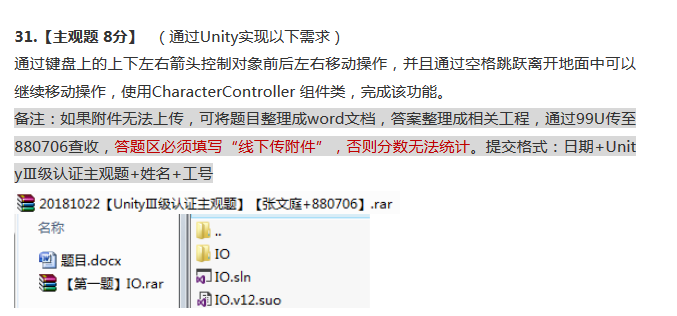 31.【主观题 8分】 （通过Unity实现以下需求）
通过键盘上的上下左右箭头控制对象前后左右移动操作，并且通过空格跳跃离开地面中可以
继续移动操作，使用CharacterController 组件类，完成该功能。
备注：如果附件无法上传，可将题目整理成word文档，答案整理成相关工程，通过99U传至
880706查收，答题区必须填写“线下传附件”，否则分数无法统计。提交格式：日期+Unit
yⅢ级认证主观题+姓名+工号
20181022【UnityⅢ级认证主观题】【张文庭+880706】.rar
名称
题目.docx
【第一题】IO.rar
..
IO
IO.sln
IO.v12.suo